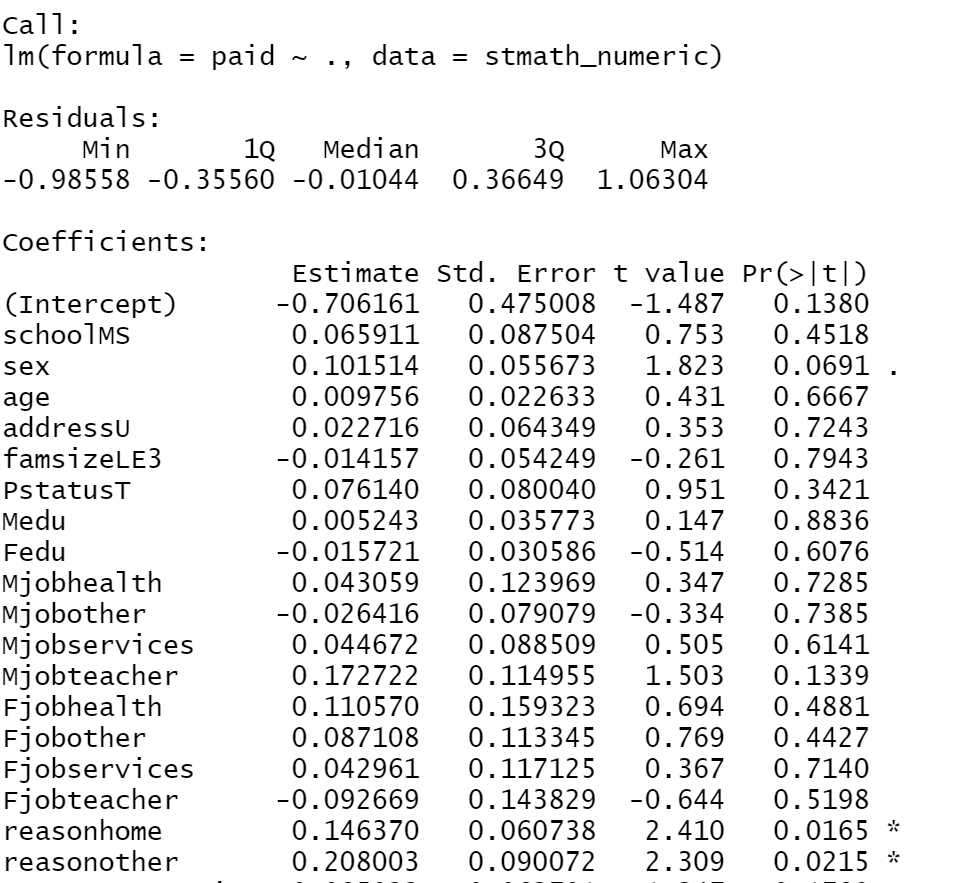 Call:
lm(formula = paid ~ ., data = stmath_numeric)
Residuals:
Min 1Q Median 3Q Max
-0.98558 -0.35560 -0.01044 0.36649 1.06304
Coefficients:
Estimate Std. Error t value Pr(>|t|)
(Intercept) -0.706161 0.475008 -1.487 0.1380
schoolMS 0.065911 0.087504 0.753 0.4518
sex 0.101514 0.055673 1.823 0.0691 .
age 0.009756 0.022633 0.431 0.6667
addressU 0.022716 0.064349 0.353 0.7243
famsizeLE3 -0.014157 0.054249 -0.261 0.7943
PstatusT 0.076140 0.080040 0.951 0.3421
Medu 0.005243 0.035773 0.147 0.8836
Fedu -0.015721 0.030586 -0.514 0.6076
Mjobhealth 0.043059 0.123969 0.347 0.7285
Mjobother -0.026416 0.079079 -0.334 0.7385
Mjobservices 0.044672 0.088509 0.505 0.6141
Mjobteacher 0.172722 0.114955 1.503 0.1339
Fjobhealth 0.110570 0.159323 0.694 0.4881
Fjobother 0.087108 0.113345 0.769 0.4427
Fjobservices 0.042961 0.117125 0.367 0.7140
Fjobteacher -0.092669 0.143829 -0.644 0.5198
reasonhome 0.146370 0.060738 2.410 0.0165 *
reasonother 0.208003 0.090072 2.309 0.0215 *